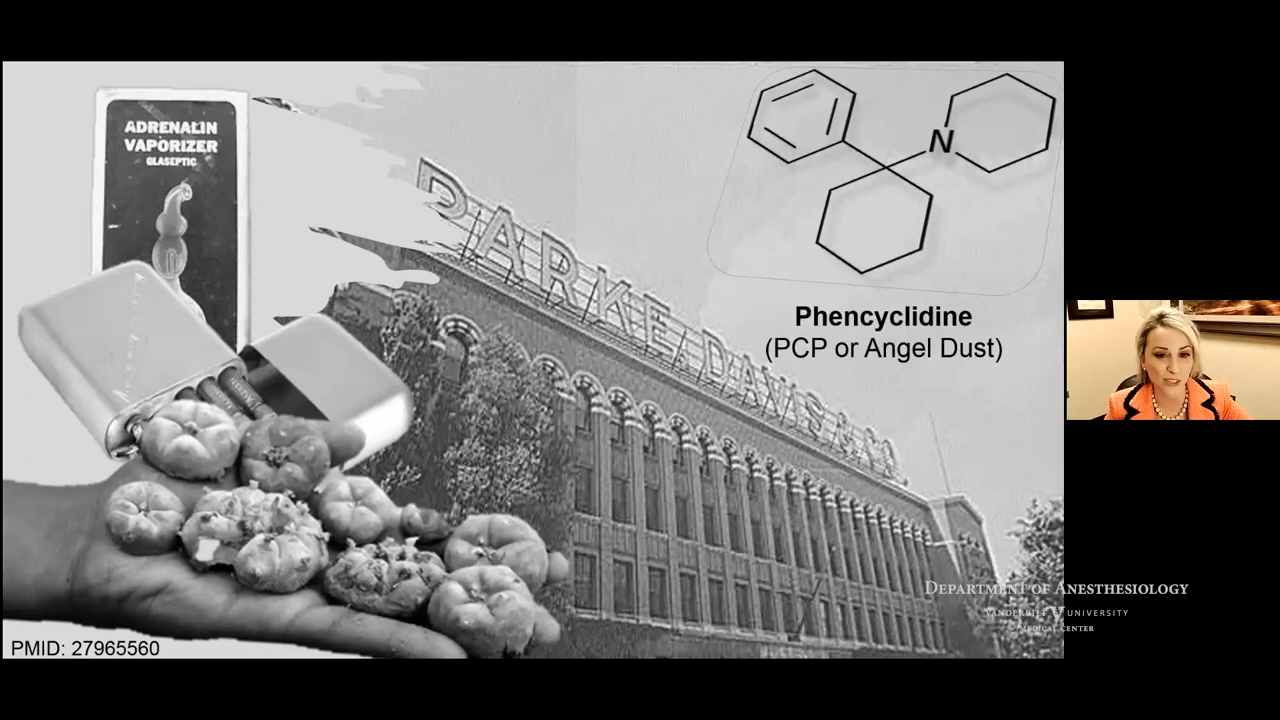 ADRENALIN
VAPORIZER
GLASEPTIC
PARKE DAVIS & CO
N
Phencyclidine
(PCP or Angel Dust)
DEPARTMENT OF ANESTHESIOLOGY
VANDERBILT V UNIVERSITY
MEDICAL CENTER
PMID: 27965560